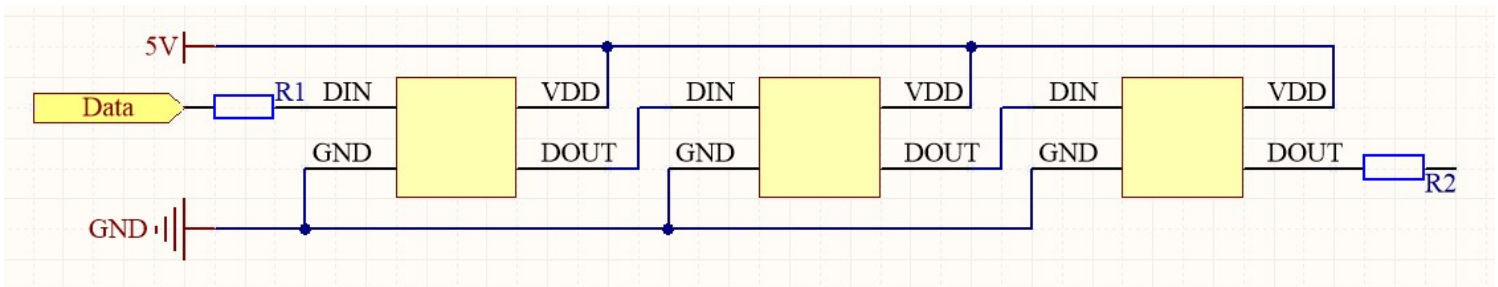 5V
Data R1 DIN VDD DIN VDD DIN VDD
GND DOUT GND DOUT GND DOUT R2
GND